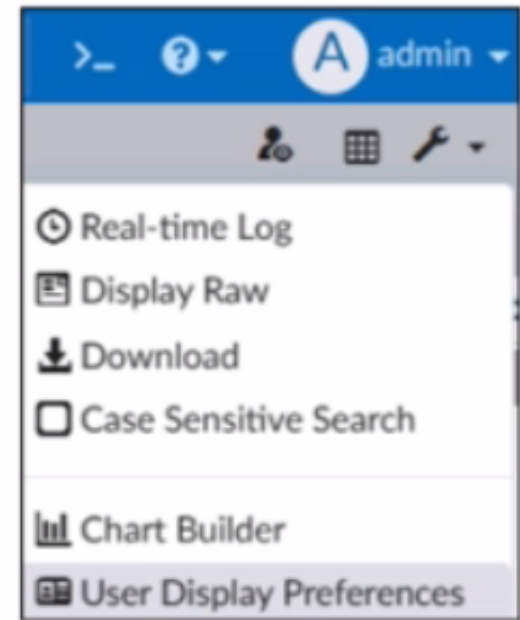 A admin
Real-time Log
Display Raw
Download
Case Sensitive Search
Chart Builder
User Display Preferences